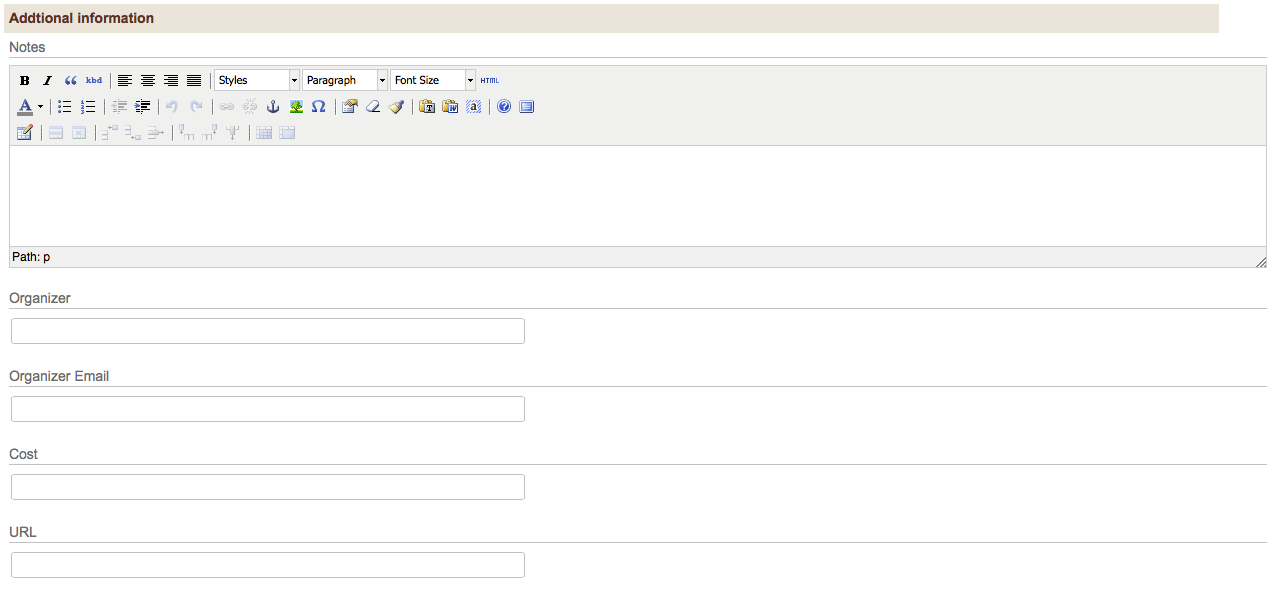 Addtional information
Notes
B I “ kbd Styles Paragraph Font Size HTML
A Ω T W a ?
Path: p
Organizer
Organizer Email
Cost
URL